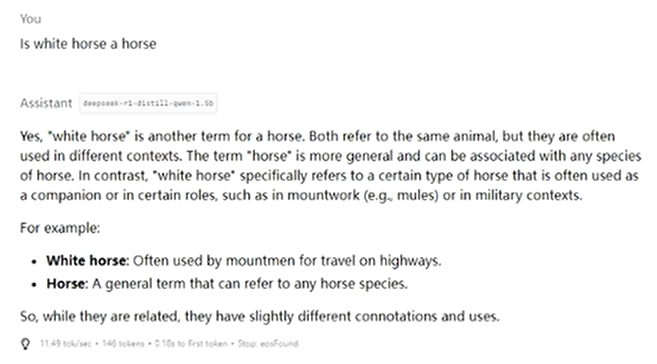 You
Is white horse a horse
Assistant deepseek-r1-distill-qwen-1.5b
Yes, "white horse" is another term for a horse. Both refer to the same animal, but they are often
used in different contexts. The term "horse" is more general and can be associated with any species
of horse. In contrast, "white horse" specifically refers to a certain type of horse that is often used as
a companion or in certain roles, such as in mountwork (e.g., mules) or in military contexts.
For example:
• White horse: Often used by mountmen for travel on highways.
• Horse: A general term that can refer to any horse species.
So, while they are related, they have slightly different connotations and uses.
11.49 tok/sec • 146 tokens • 0.18s to first token • Stop: eosFound